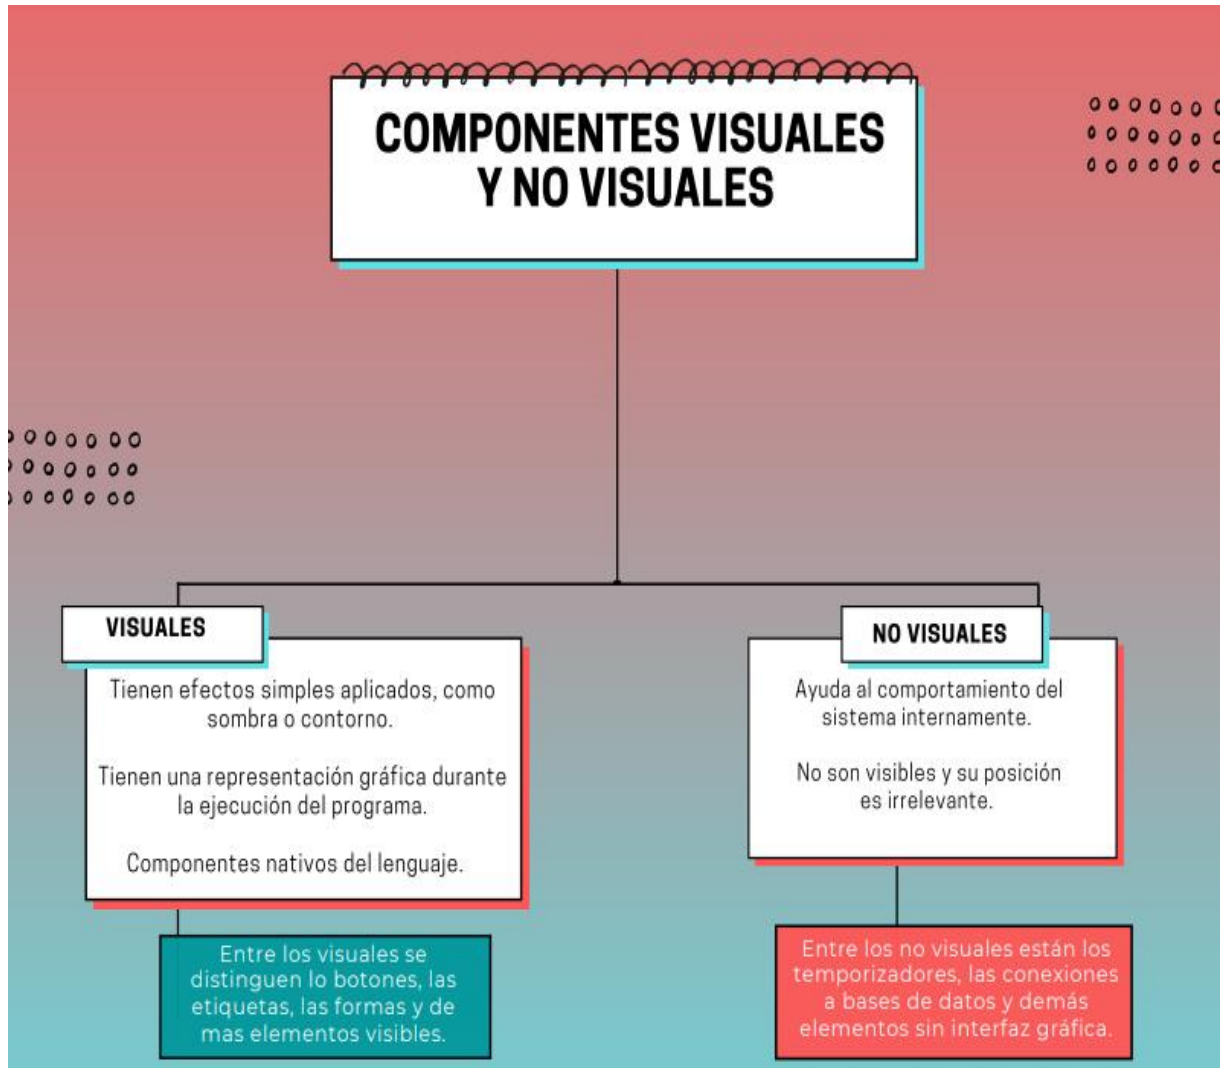 COMPONENTES VISUALES
Y NO VISUALES
VISUALES
Tienen efectos simples aplicados, como
sombra o contorno.
Tienen una representación gráfica durante
la ejecución del programa.
Componentes nativos del lenguaje.
Entre los visuales se
distinguen lo botones, las
etiquetas, las formas y de
mas elementos visibles.
NO VISUALES
Ayuda al comportamiento del
sistema internamente.
No son visibles y su posición
es irrelevante.
Entre los no visuales están los
temporizadores, las conexiones
a bases de datos y demás
elementos sin interfaz gráfica.